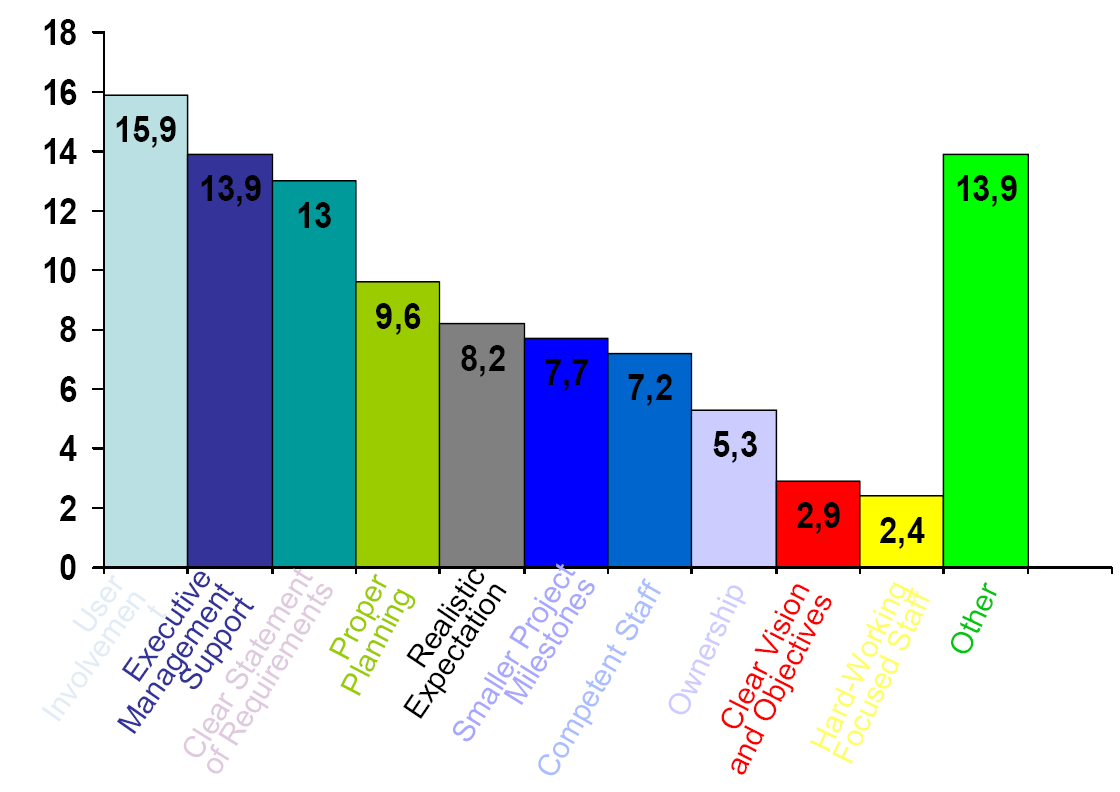 18
16
14
12
10
8
6
4
2
0
15,9
13,9
13
9,6
8,2
7,7
7,2
5,3
2,9
2,4
13,9
User
Involvemen
t
Executive
Management
Support
Clear Statement
of Requirements
Proper
Planning
Realistic
Expectation
Smaller Project
Milestones
Competent Staff
Ownership
Clear Vision
and Objectives
Hard-Working
Focused Staff
Other